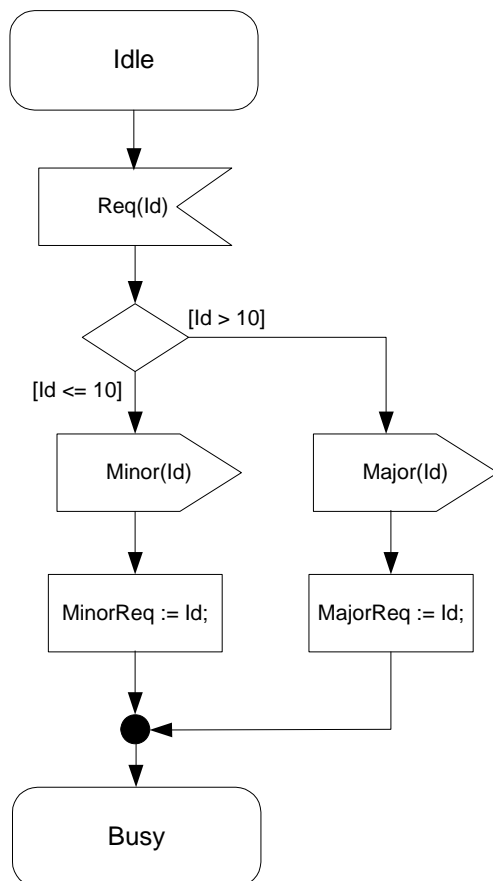 Idle
Req(Id)
[Id > 10]
[Id <= 10]
Minor(Id)
Major(Id)
MinorReq := Id;
MajorReq := Id;
Busy